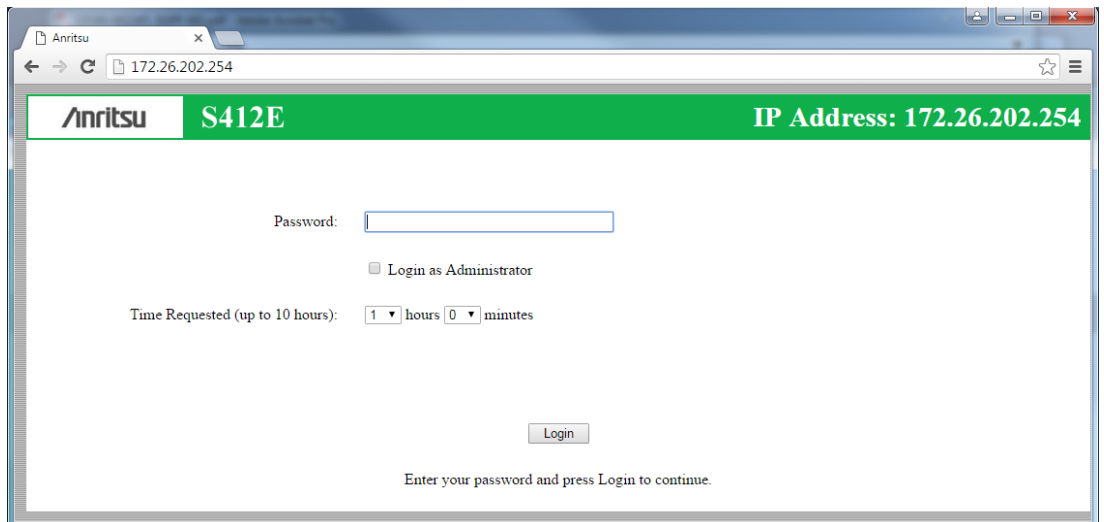 Anritsu
172.26.202.254
Anritsu S412E IP Address: 172.26.202.254
Password:
Login as Administrator
Time Requested (up to 10 hours): 1 hours 0 minutes
Login
Enter your password and press Login to continue.